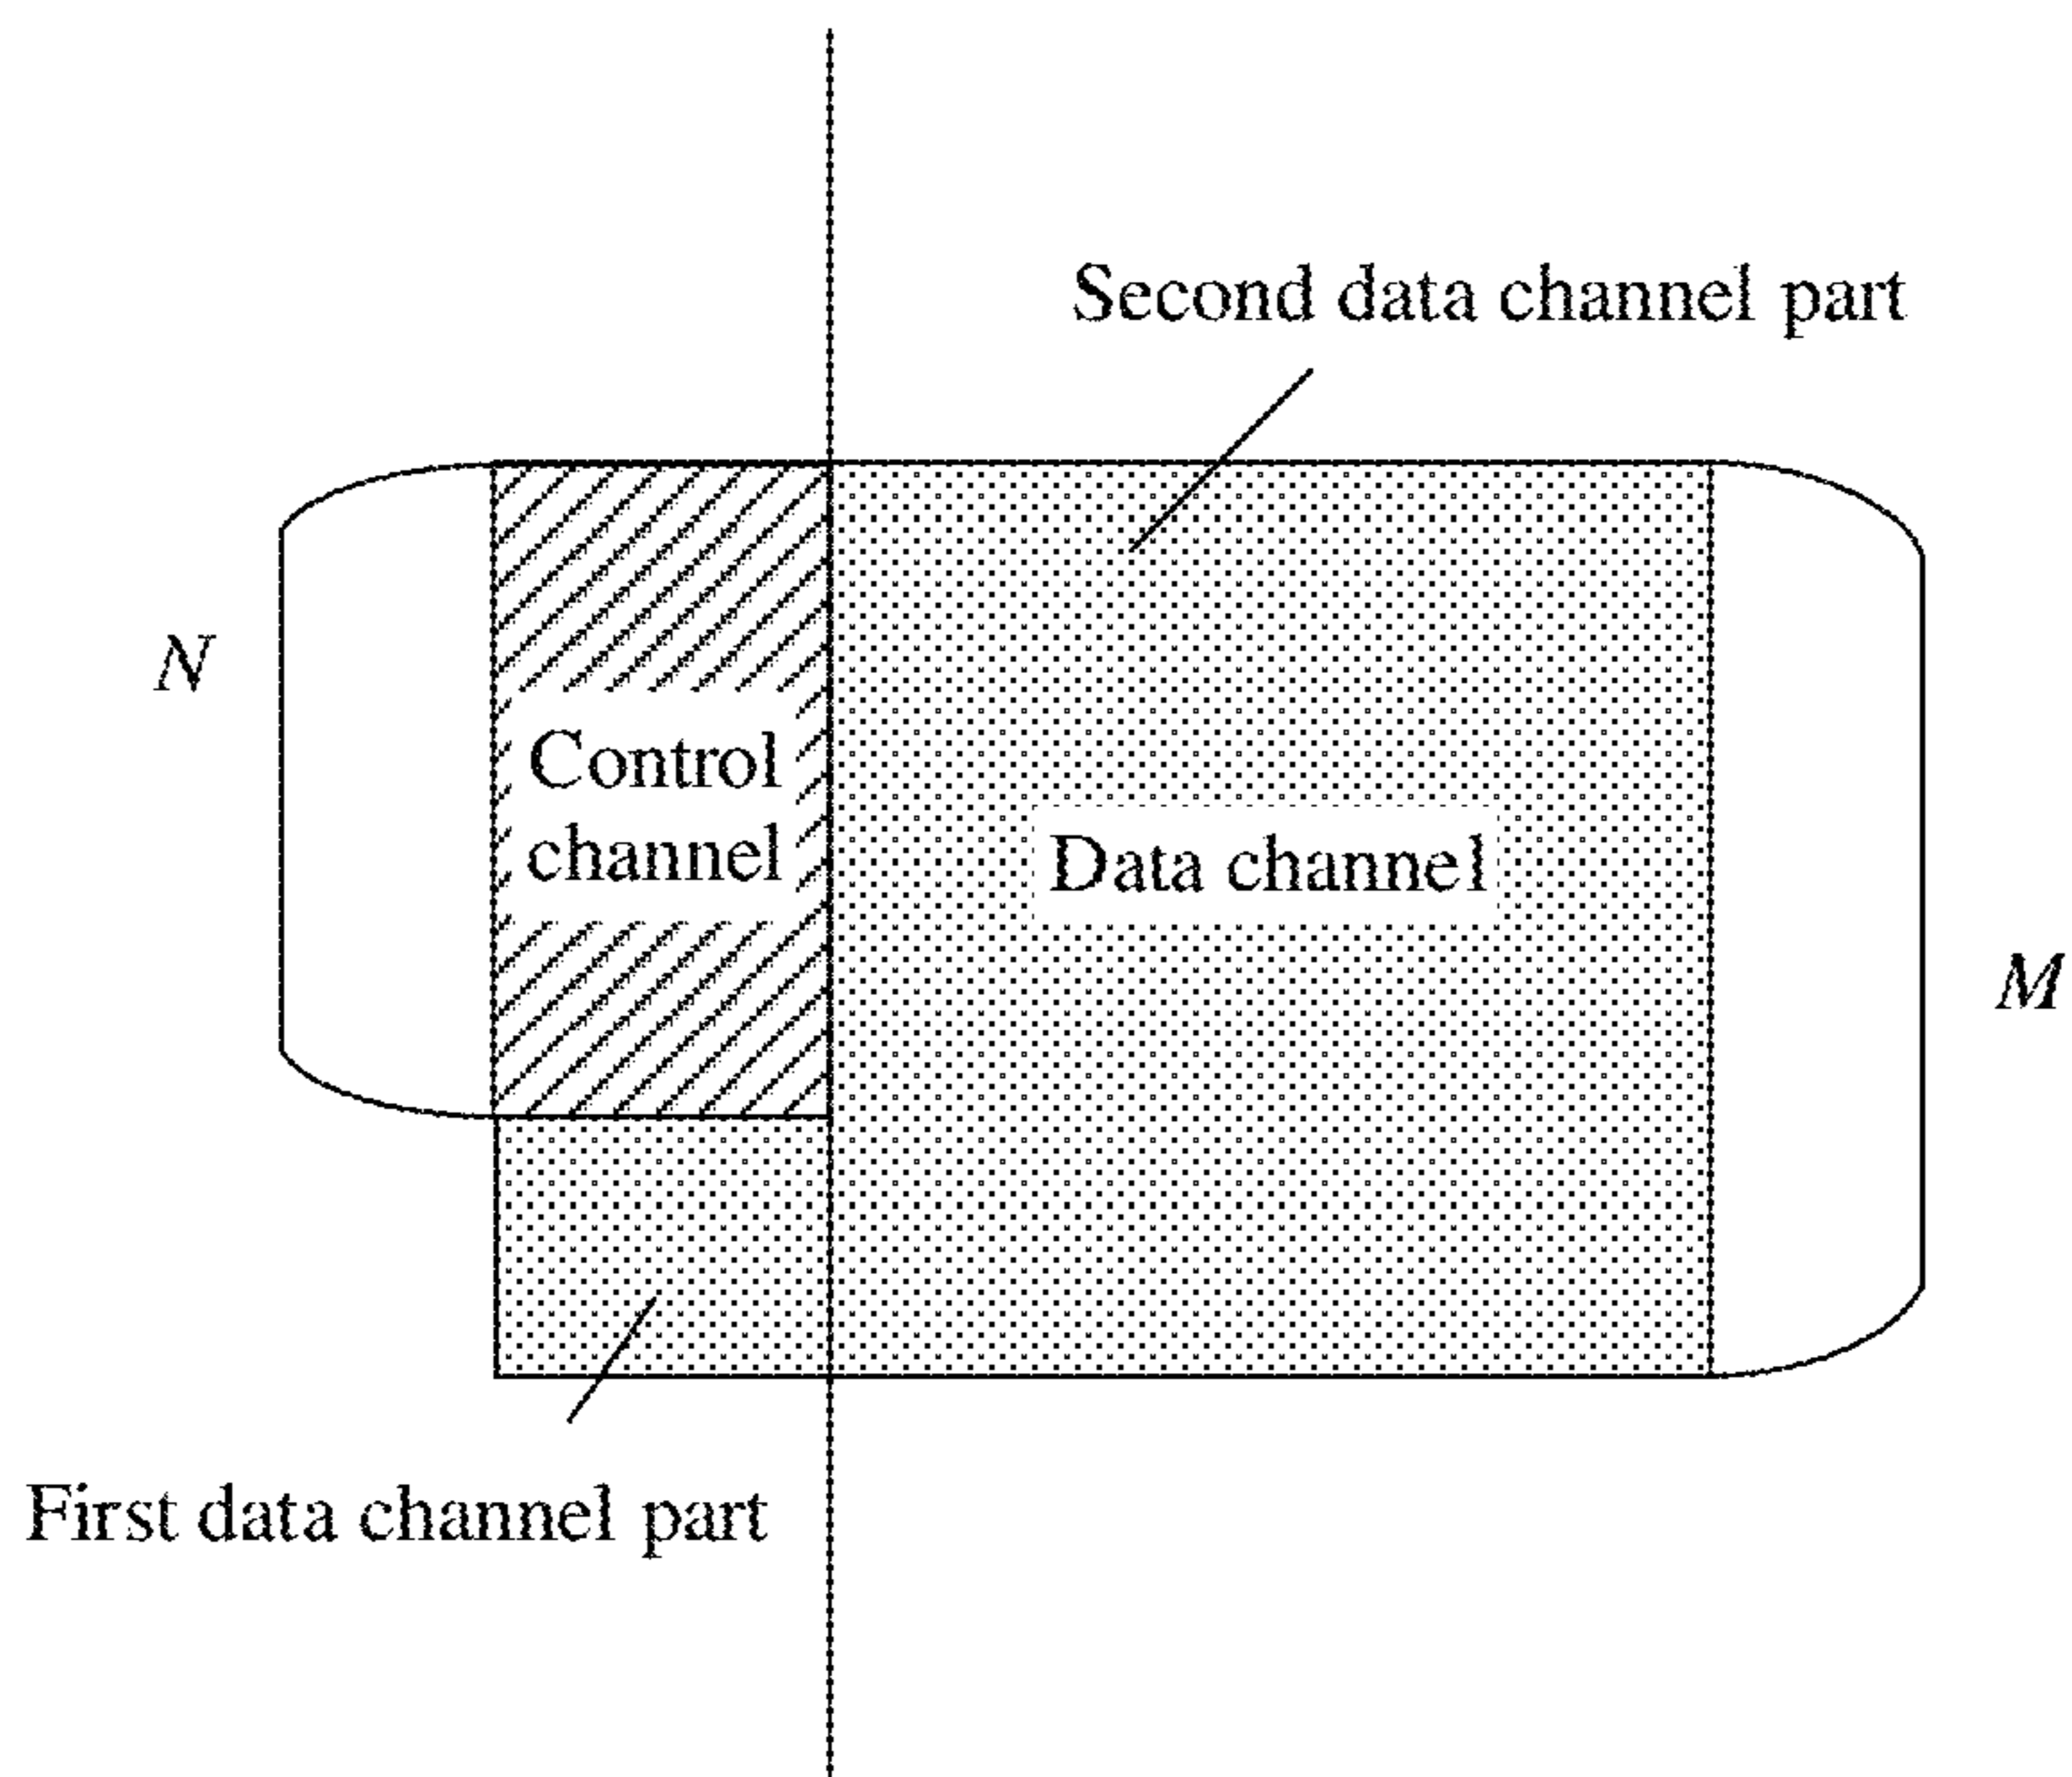 Second data channel part
N
Control
channel
Data channel
M
First data channel part